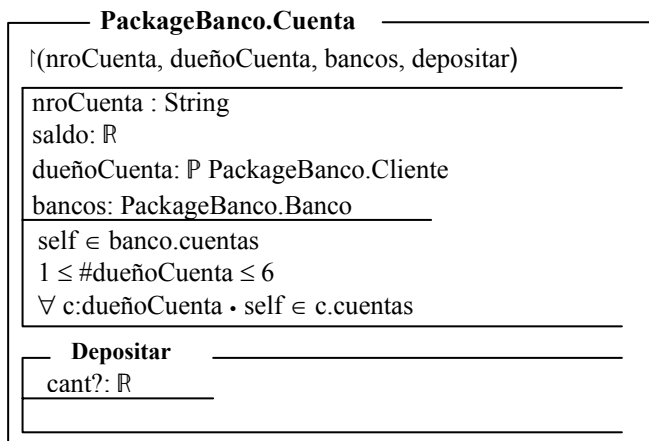 PackageBanco.Cuenta
↾(nroCuenta, dueñoCuenta, bancos, depositar)
nroCuenta : String
saldo: ℝ
dueñoCuenta: ℙ PackageBanco.Cliente
bancos: PackageBanco.Banco
self ∈ banco.cuentas
1 ≤ #dueñoCuenta ≤ 6
∀ c:dueñoCuenta • self ∈ c.cuentas
Depositar
cant?: ℝ